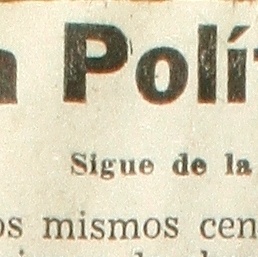 a Polít
Sigue de la
os mismos cen